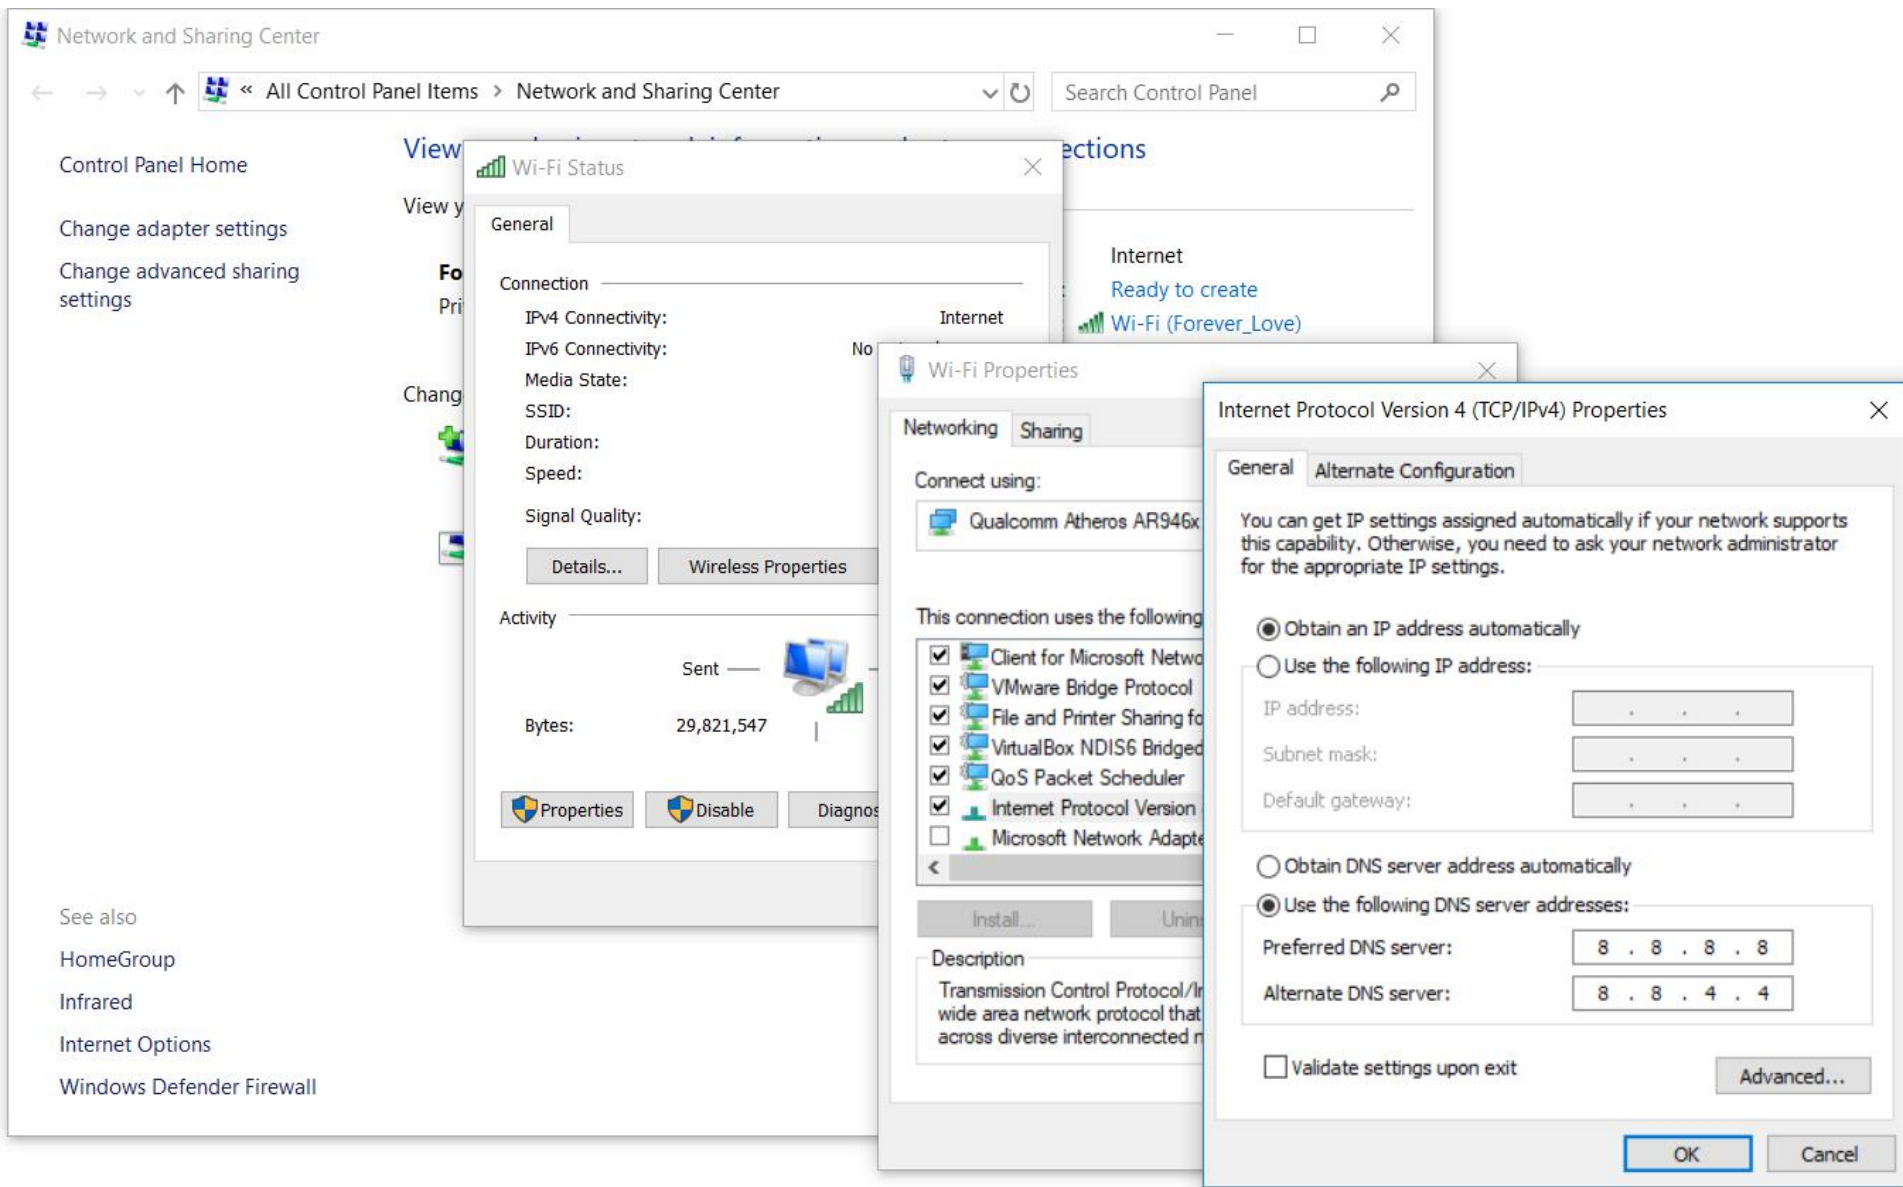 Network and Sharing Center
« All Control Panel Items > Network and Sharing Center
Search Control Panel
Control Panel Home
Change adapter settings
Change advanced sharing
settings
See also
HomeGroup
Infrared
Internet Options
Windows Defender Firewall
View
ections
View y
Internet
Ready to create
Wi-Fi (Forever_Love)
Chang
Wi-Fi Status
General
Connection
IPv4 Connectivity: Internet
IPv6 Connectivity: No
Media State:
SSID:
Duration:
Speed:
Signal Quality:
Details...
Wireless Properties
Activity
Sent
Bytes: 29,821,547
Properties
Disable
Diagnos
Wi-Fi Properties
Networking
Sharing
Connect using:
Qualcomm Atheros AR946x
This connection uses the following
Client for Microsoft Netwo
VMware Bridge Protocol
File and Printer Sharing fo
VirtualBox NDIS6 Bridged
QoS Packet Scheduler
Internet Protocol Version
Microsoft Network Adapte
Install...
Unins
Description
Transmission Control Protocol/In
wide area network protocol that
across diverse interconnected n
Internet Protocol Version 4 (TCP/IPv4) Properties
General
Alternate Configuration
You can get IP settings assigned automatically if your network supports
this capability. Otherwise, you need to ask your network administrator
for the appropriate IP settings.
Obtain an IP address automatically
Use the following IP address:
IP address: . . .
Subnet mask: . . .
Default gateway: . . .
Obtain DNS server address automatically
Use the following DNS server addresses:
Preferred DNS server: 8 . 8 . 8 . 8
Alternate DNS server: 8 . 8 . 4 . 4
Validate settings upon exit
Advanced...
OK
Cancel